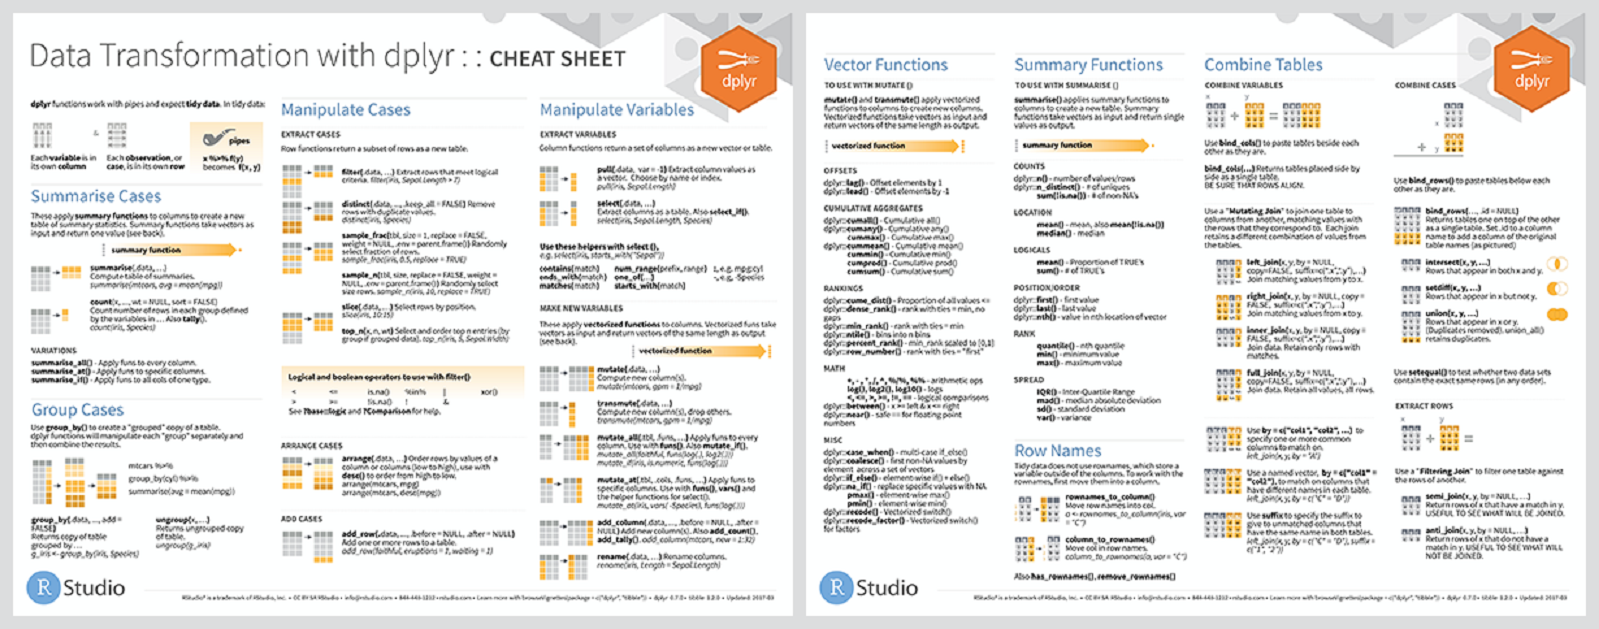 Data Transformation with dplyr : : CHEAT SHEET
dplyr
dplyr functions work with pipes and expect tidy data. In tidy data:
&
pipes
Each variable is in
its own column
Each observation, or
case, is in its own row
x %>% f(y)
becomes f(x, y)
Summarise Cases
These apply summary functions to columns to create a new
table of summary statistics. Summary functions take vectors as
input and return one value (see back).
summary function
summarise(.data, ...)
Compute table of summaries.
summarise(mtcars, avg = mean(mpg))
count(x, ..., wt = NULL, sort = FALSE)
Count number of rows in each group defined
by the variables in ... Also tally().
count(iris, Species)
VARIATIONS
summarise_all() - Apply funs to every column.
summarise_at() - Apply funs to specific columns.
summarise_if() - Apply funs to all cols of one type.
Group Cases
Use group_by() to create a "grouped" copy of a table.
dplyr functions will manipulate each "group" separately and
then combine the results.
mtcars %>%
group_by(cyl) %>%
summarise(avg = mean(mpg))
group_by(.data, ..., add =
FALSE)
Returns copy of table
grouped by ...
g_iris <- group_by(iris, Species)
ungroup(x, ...)
Returns ungrouped copy
of table.
ungroup(g_iris)
Manipulate Cases
EXTRACT CASES
Row functions return a subset of rows as a new table.
filter(.data, ...) Extract rows that meet logical
criteria. filter(iris, Sepal.Length > 7)
distinct(.data, ..., .keep_all = FALSE) Remove
rows with duplicate values.
distinct(iris, Species)
sample_frac(tbl, size = 1, replace = FALSE,
weight = NULL, .env = parent.frame()) Randomly
select fraction of rows.
sample_frac(iris, 0.5, replace = TRUE)
sample_n(tbl, size, replace = FALSE, weight =
NULL, .env = parent.frame()) Randomly select
size rows. sample_n(iris, 10, replace = TRUE)
slice(.data, ...) Select rows by position.
slice(iris, 10:15)
top_n(x, n, wt) Select and order top n entries (by
group if grouped data). top_n(iris, 5, Sepal.Width)
Logical and boolean operators to use with filter()
< <= is.na() %in% | xor()
> >= !is.na() ! &
See ?base::logic and ?Comparison for help.
ARRANGE CASES
arrange(.data, ...) Order rows by values of a
column or columns (low to high), use with
desc() to order from high to low.
arrange(mtcars, mpg)
arrange(mtcars, desc(mpg))
ADD CASES
add_row(.data, ..., .before = NULL, .after = NULL)
Add one or more rows to a table.
add_row(faithful, eruptions = 1, waiting = 1)
Manipulate Variables
EXTRACT VARIABLES
Column functions return a set of columns as a new vector or table.
pull(.data, var = -1) Extract column values as
a vector. Choose by name or index.
pull(iris, Sepal.Length)
select(.data, ...)
Extract columns as a table. Also select_if().
select(iris, Sepal.Length, Species)
Use these helpers with select(),
e.g. select(iris, starts_with("Sepal"))
contains(match) num_range(prefix, range) :, e.g. mpg:cyl
ends_with(match) one_of(...) -, e.g, -Species
matches(match) starts_with(match)
MAKE NEW VARIABLES
These apply vectorized functions to columns. Vectorized funs take
vectors as input and return vectors of the same length as output
(see back).
vectorized function
mutate(.data, ...)
Compute new column(s).
mutate(mtcars, gpm = 1/mpg)
transmute(.data, ...)
Compute new column(s), drop others.
transmute(mtcars, gpm = 1/mpg)
mutate_all(.tbl, .funs, ...) Apply funs to every
column. Use with funs(). Also mutate_if().
mutate_all(faithful, funs(log(.), log2(.)))
mutate_if(iris, is.numeric, funs(log(.)))
mutate_at(.tbl, .cols, .funs, ...) Apply funs to
specific columns. Use with funs(), vars() and
the helper functions for select().
mutate_at(iris, vars( -Species), funs(log(.)))
add_column(.data, ..., .before = NULL, .after =
NULL) Add new column(s). Also add_count(),
add_tally(). add_column(mtcars, new = 1:32)
rename(.data, ...) Rename columns.
rename(iris, Length = Sepal.Length)
R Studio
RStudio® is a trademark of RStudio, Inc. • CC BY SA RStudio • info@rstudio.com • 844-448-1212 • rstudio.com • Learn more with browseVignettes(package = c("dplyr", "tibble")) • dplyr 0.7.0 • tibble 1.2.0 • Updated: 2017-03
dplyr
Vector Functions
TO USE WITH MUTATE ()
mutate() and transmute() apply vectorized
functions to columns to create new columns.
Vectorized functions take vectors as input and
return vectors of the same length as output.
vectorized function
OFFSETS
dplyr::lag() - Offset elements by 1
dplyr::lead() - Offset elements by -1
CUMULATIVE AGGREGATES
dplyr::cumall() - Cumulative all()
dplyr::cumany() - Cumulative any()
cummax() - Cumulative max()
dplyr::cummean() - Cumulative mean()
cummin() - Cumulative min()
cumprod() - Cumulative prod()
cumsum() - Cumulative sum()
RANKINGS
dplyr::cume_dist() - Proportion of all values <=
dplyr::dense_rank() - rank with ties = min, no
gaps
dplyr::min_rank() - rank with ties = min
dplyr::ntile() - bins into n bins
dplyr::percent_rank() - min_rank scaled to [0,1]
dplyr::row_number() - rank with ties = "first"
MATH
+, -, *, /, ^, %/%, %% - arithmetic ops
log(), log2(), log10() - logs
<, <=, >, >=, !=, == - logical comparisons
dplyr::between() - x >= left & x <= right
dplyr::near() - safe == for floating point
numbers
MISC
dplyr::case_when() - multi-case if_else()
dplyr::coalesce() - first non-NA values by
element across a set of vectors
dplyr::if_else() - element-wise if() + else()
dplyr::na_if() - replace specific values with NA
pmax() - element-wise max()
pmin() - element-wise min()
dplyr::recode() - Vectorized switch()
dplyr::recode_factor() - Vectorized switch()
for factors
Summary Functions
TO USE WITH SUMMARISE ()
summarise() applies summary functions to
columns to create a new table. Summary
functions take vectors as input and return single
values as output.
summary function
COUNTS
dplyr::n() - number of values/rows
dplyr::n_distinct() - # of uniques
sum(!is.na()) - # of non-NA's
LOCATION
mean() - mean, also mean(!is.na())
median() - median
LOGICALS
mean() - Proportion of TRUE's
sum() - # of TRUE's
POSITION/ORDER
dplyr::first() - first value
dplyr::last() - last value
dplyr::nth() - value in nth location of vector
RANK
quantile() - nth quantile
min() - minimum value
max() - maximum value
SPREAD
IQR() - Inter-Quartile Range
mad() - median absolute deviation
sd() - standard deviation
var() - variance
Row Names
Tidy data does not use rownames, which store a
variable outside of the columns. To work with the
rownames, first move them into a column.
rownames_to_column()
Move row names into col.
a <- rownames_to_column(iris, var
= "C")
column_to_rownames()
Move col in row names.
column_to_rownames(a, var = "C")
Also has_rownames(), remove_rownames()
Combine Tables
COMBINE VARIABLES
x y
+ =
Use bind_cols() to paste tables beside each
other as they are.
bind_cols(...) Returns tables placed side by
side as a single table.
BE SURE THAT ROWS ALIGN.
Use a "Mutating Join" to join one table to
columns from another, matching values with
the rows that they correspond to. Each join
retains a different combination of values from
the tables.
left_join(x, y, by = NULL,
copy=FALSE, suffix=c(".x",".y"),...)
Join matching values from y to x.
right_join(x, y, by = NULL, copy =
FALSE, suffix=c(".x",".y"),...)
Join matching values from x to y.
inner_join(x, y, by = NULL, copy =
FALSE, suffix=c(".x",".y"),...)
Join data. Retain only rows with
matches.
full_join(x, y, by = NULL,
copy=FALSE, suffix=c(".x",".y"),...)
Join data. Retain all values, all rows.
Use by = c("col1", "col2", ...) to
specify one or more common
columns to match on.
left_join(x, y, by = "A")
Use a named vector, by = c("col1" =
"col2"), to match on columns that
have different names in each table.
left_join(x, y, by = c("C" = "D"))
Use suffix to specify the suffix to
give to unmatched columns that
have the same name in both tables.
left_join(x, y, by = c("C" = "D"), suffix =
c("1", "2"))
COMBINE CASES
x
+ y
Use bind_rows() to paste tables below each
other as they are.
bind_rows(..., .id = NULL)
Returns tables one on top of the other
as a single table. Set .id to a column
name to add a column of the original
table names (as pictured)
intersect(x, y, ...)
Rows that appear in both x and y.
setdiff(x, y, ...)
Rows that appear in x but not y.
union(x, y, ...)
Rows that appear in x or y.
(Duplicates removed). union_all()
retains duplicates.
Use setequal() to test whether two data sets
contain the exact same rows (in any order).
EXTRACT ROWS
x y
+ =
Use a "Filtering Join" to filter one table against
the rows of another.
semi_join(x, y, by = NULL, ...)
Return rows of x that have a match in y.
USEFUL TO SEE WHAT WILL BE JOINED.
anti_join(x, y, by = NULL, ...)
Return rows of x that do not have a
match in y. USEFUL TO SEE WHAT WILL
NOT BE JOINED.
R Studio